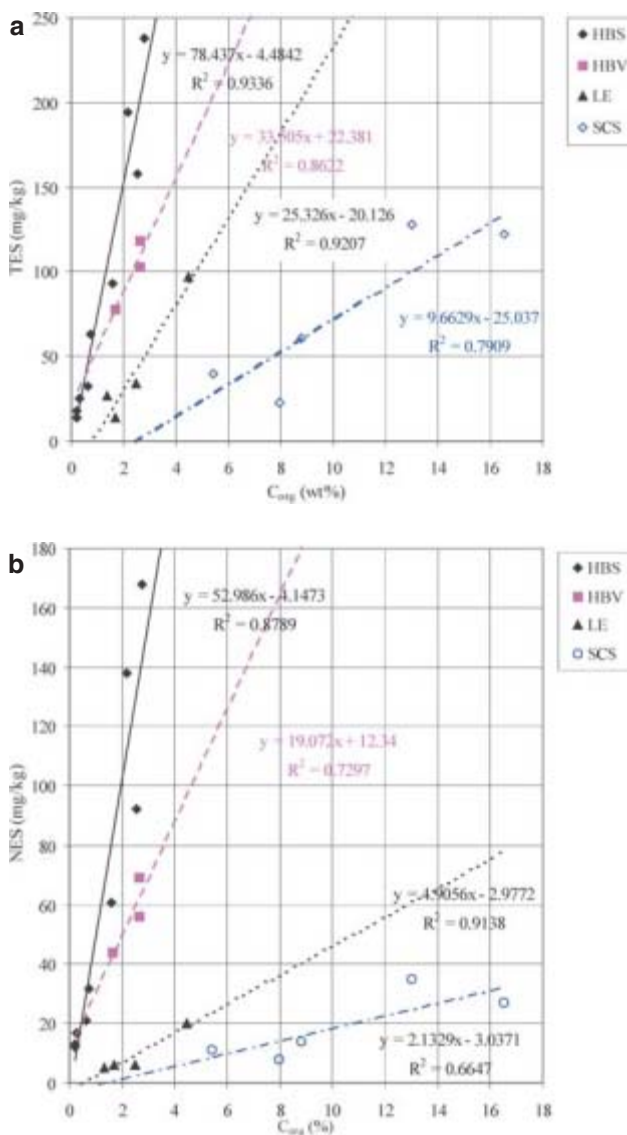 a
250
200
150
100
50
0
TES (mg/kg)
y = 78.437x - 4.4842
R² = 0.9336
y = 33.505x + 22.381
R² = 0.8622
y = 25.326x - 20.126
R² = 0.9207
y = 9.6629x - 25.037
R² = 0.7909
HBS
HBV
LE
SCS
0 2 4 6 8 10 12 14 16 18
Corg (wt%)
b
180
160
140
120
100
80
60
40
20
0
NES (mg/kg)
y = 52.986x - 4.1473
R² = 0.8789
y = 19.072x + 12.34
R² = 0.7297
y = 4.9056x - 2.9772
R² = 0.9138
y = 2.1329x - 3.0371
R² = 0.6647
HBS
HBV
LE
SCS
0 2 4 6 8 10 12 14 16 18
Corg (%)